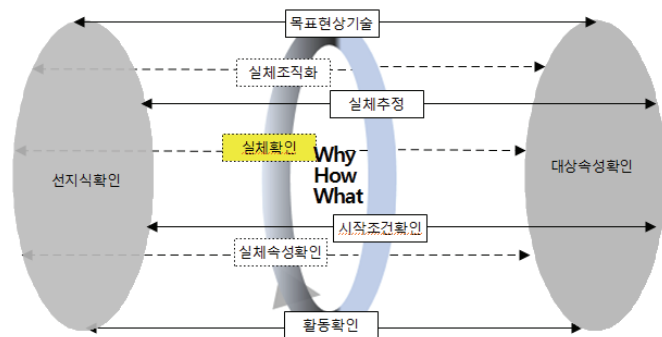 목표현상기술
실체조직화
실체추정
실체확인
Why
How
What
선지식확인
대상속성확인
시작조건확인
실체속성확인
활동확인